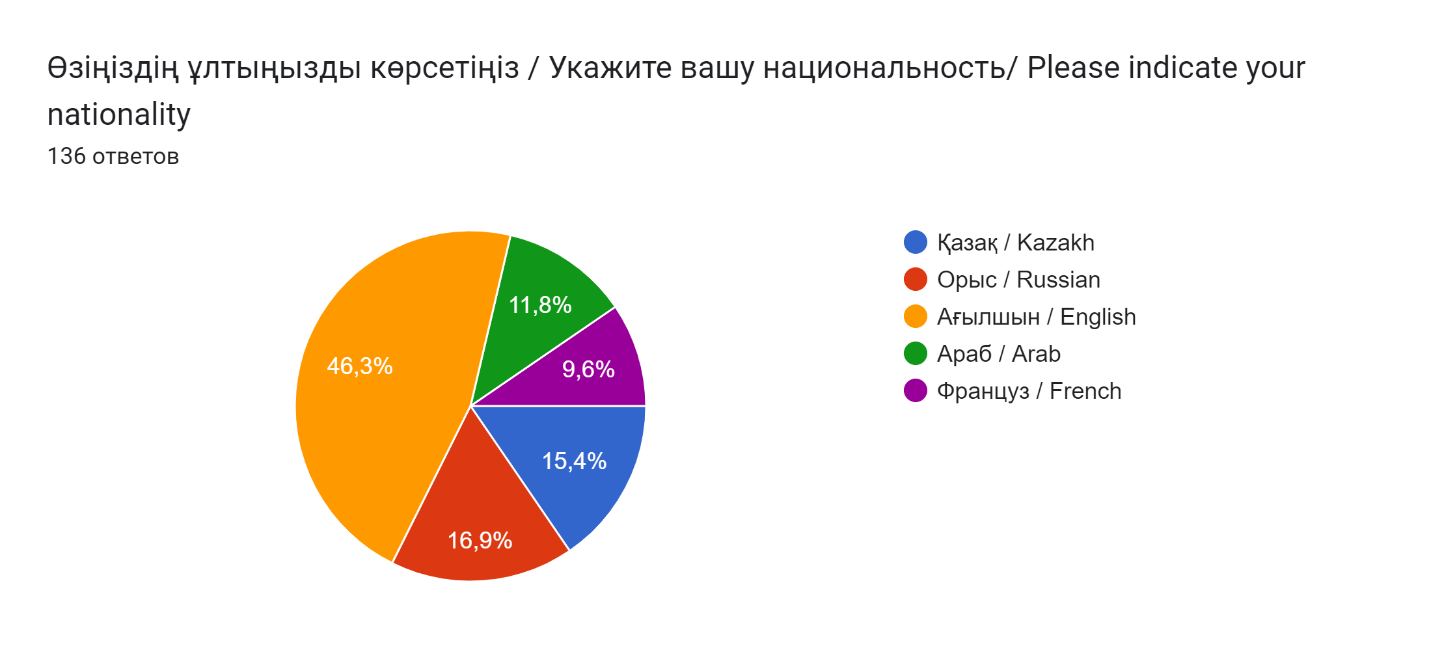 Өзіңіздің ұлтыңызды көрсетіңіз / Укажите вашу национальность/ Please indicate your
nationality
136 ответов
Қазақ / Kazakh
Орыс / Russian
Ағылшын / English
Араб / Arab
Француз / French
11,8%
9,6%
46,3%
15,4%
16,9%